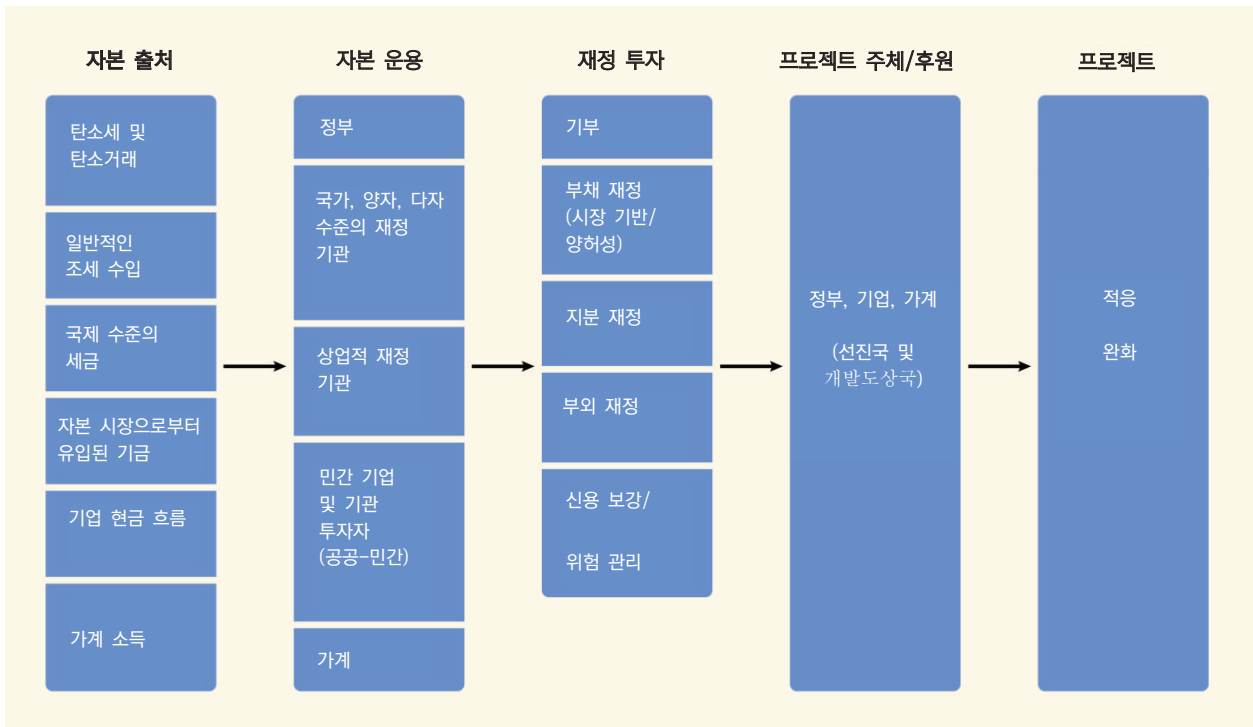 자본 출처
탄소세 및
탄소거래
일반적인
조세 수입
국제 수준의
세금
자본 시장으로부터
유입된 기금
기업 현금 흐름
가계 소득
자본 운용
정부
국가, 양자, 다자
수준의 재정
기관
상업적 재정
기관
민간 기업
및 기관
투자자
(공공-민간)
가계
재정 투자
기부
부채 재정
(시장 기반/
양허성)
지분 재정
부외 재정
신용 보강/
위험 관리
프로젝트 주체/후원
정부, 기업, 가계
(선진국 및
개발도상국)
프로젝트
적응
완화